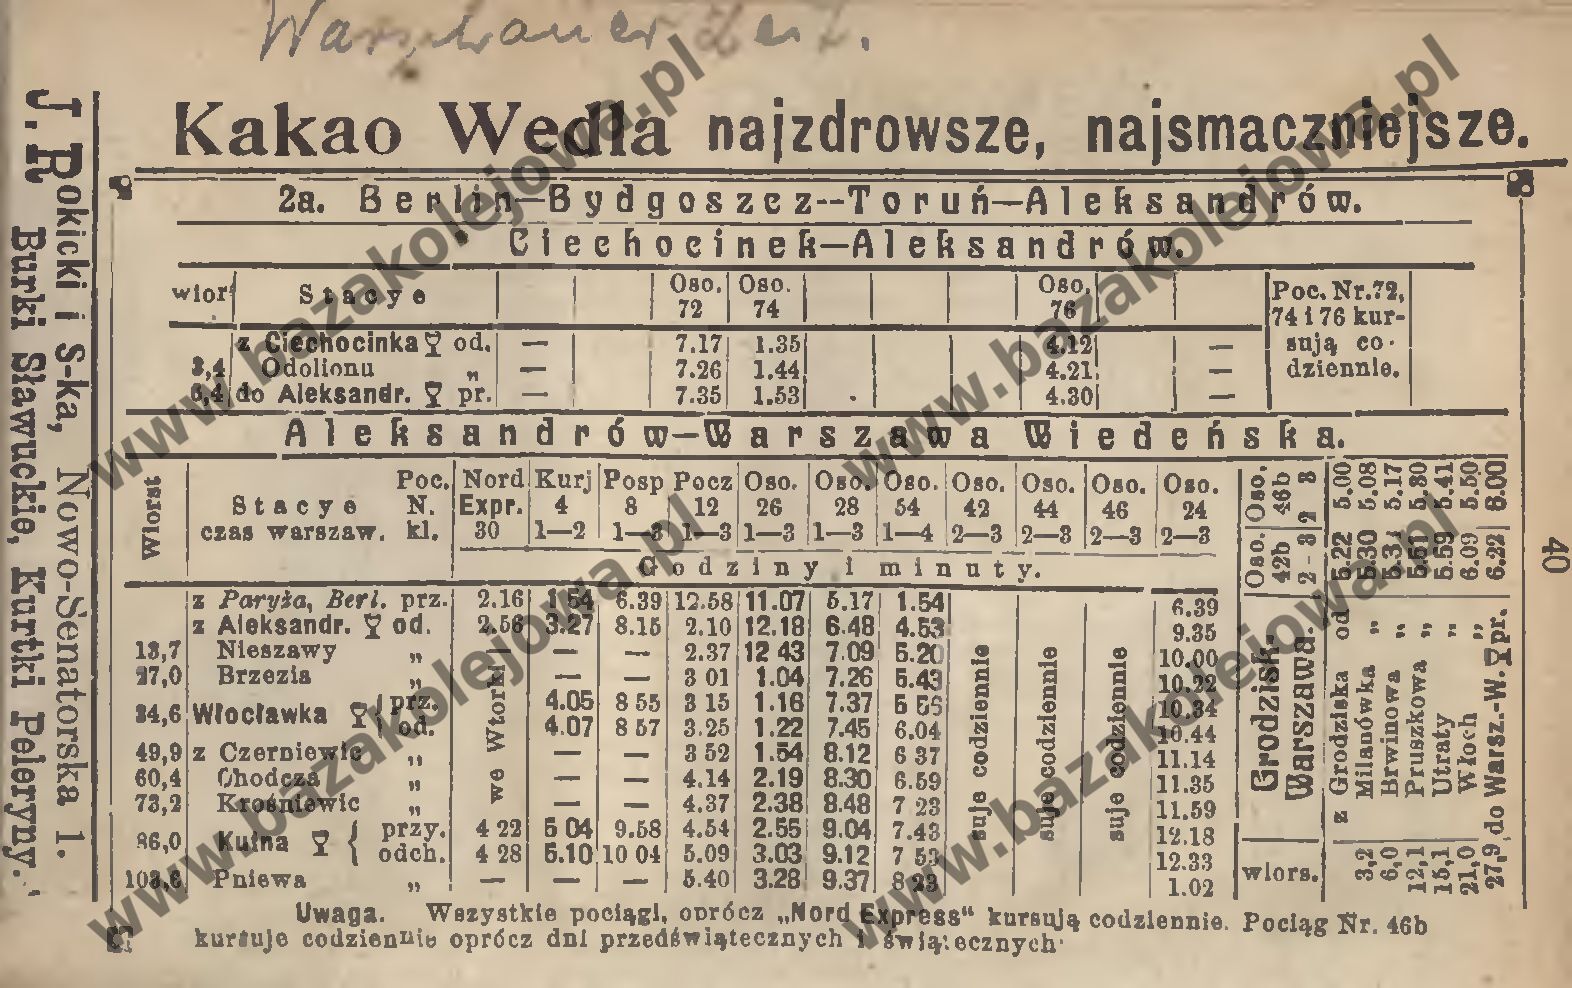 Warschauer Zeit.
Kakao Wedla najzdrowsze, najsmaczniejsze.
J. Rokicki i S-ka, Nowo-Senatorska 1.
Burki Sławuckie, Kurtki Peleryny.
2a. Berlin—Bydgoszcz--Toruń—Aleksandrów.
Ciechocinek—Aleksandrów.
wior Stacye Oso. 72 Oso. 74 Oso. 76
Poc. Nr. 72,
74 i 76 kur-
sują co-
dziennie.
z Ciechocinka od. — 7.17 1.35 4.12 —
3,4 Odolionu „ — 7.26 1.44 4.21 —
6,4 do Aleksandr. pr. — 7.35 1.53 4.30 —
Aleksandrów—Warszawa Wiedeńska.
Wiorst
Poc. Nord Kurj Posp Pocz Oso. Oso. Oso. Oso. Oso. Oso. Oso.
Stacye N. Expr. 4 8 12 26 28 54 42 44 46 24
czas warszaw. kl. 30 1—2 1—3 1—3 1—3 1—3 1—4 2—3 2—3 2—3 2—3
Godziny i minuty.
z Paryża, Berl. prz. 2.16 1.54 6.39 12.58 11.07 5.17 1.54 6.39
z Aleksandr. od. 2.56 3.27 8.15 2.10 12.18 6.48 4.53 9.35
13,7 Nieszawy „ — — — 2.37 12 43 7.09 5.20 10.00
27,0 Brzezia „ — — 3 01 1.04 7.26 5.43 10.22
34,6 Włocławka prz. 4.05 8 55 3 15 1.16 7.37 5 56 10.34
od. 4.07 8 57 3.25 1.22 7.45 6.04 10.44
49,9 z Czerniewic „ — — 3 52 1.54 8.12 6 37 11.14
60,4 Chodcza „ — — 4.14 2.19 8.30 6.59 11.35
73,2 Krośniewic „ — — 4.37 2.38 8.48 7 23 11.59
86,0 Kutna przy. 4 22 5 04 9.58 4.54 2.55 9.04 7.43 12.18
odch. 4 28 5.10 10 04 5.09 3.03 9.12 7 53 12.33
103,6 Pniewa „ — — — 5.40 3.28 9.37 8 23 1.02
we Wtorki
suje codziennie
suje codziennie
suje codziennie
Oso. 46b 2 3 5.00 5.08 5.17 5.30 5.41 5.50 6.00
Oso. 42b 2-3 5.22 5.30 5.51 5.59 6.09 6.22
Grodzisk.
Warszawa.
z Grodziska od
Milanówka „
Brwinowa „
Pruszkowa „
Utraty „
Włoch „
do Warsz.-W. pr.
wiors. 3,2 6,0 12,1 15,1 21,0 27,9
40
Uwaga. Wszystkie pociągi, oprócz „Nord Express“ kursują codziennie. Pociąg Nr. 46b
kursuje codziennie oprócz dni przedświątecznych i świątecznych
www.bazakolejowa.pl
www.bazakolejowa.pl
www.bazakolejowa.pl
www.bazakolejowa.pl